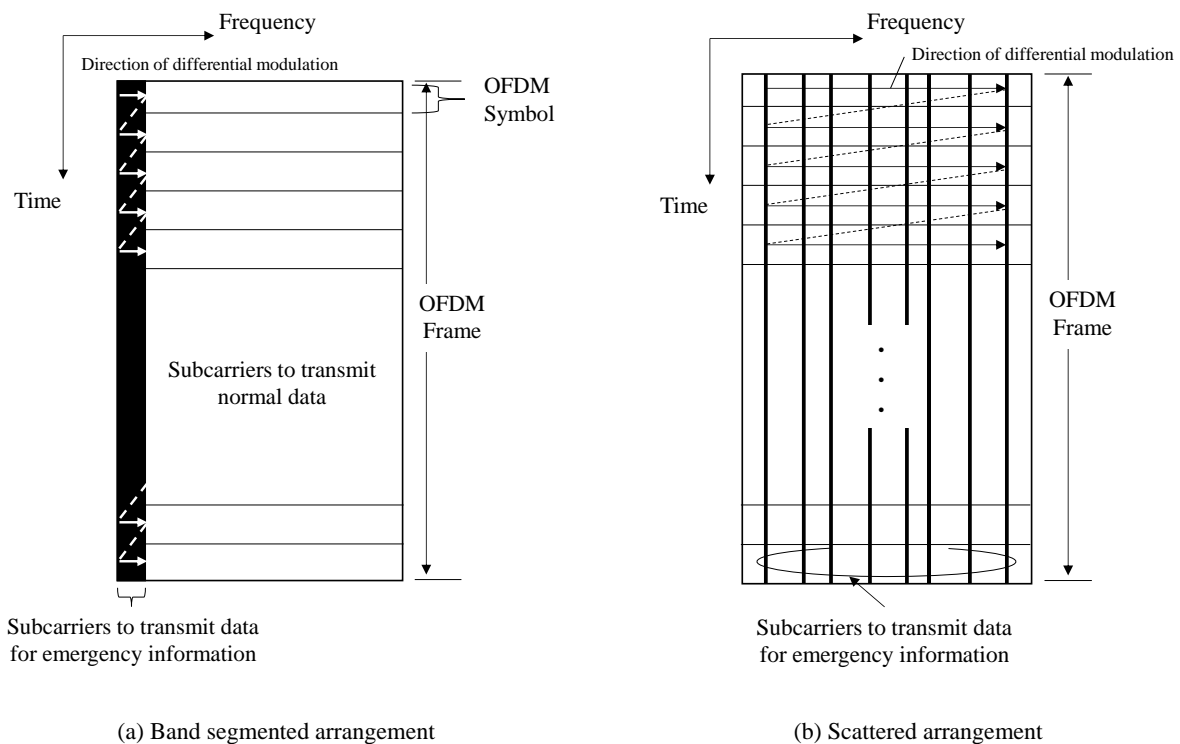 Frequency
Direction of differential modulation
OFDM
Symbol
Time
OFDM
Frame
Subcarriers to transmit
normal data
Subcarriers to transmit data
for emergency information
(a) Band segmented arrangement
Frequency
Direction of differential modulation
Time
OFDM
Frame
Subcarriers to transmit data
for emergency information
(b) Scattered arrangement